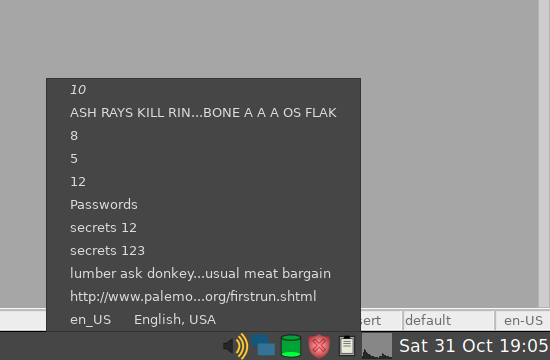 10
ASH RAYS KILL RIN...BONE A A A OS FLAK
8
5
12
Passwords
secrets 12
secrets 123
lumber ask donkey...usual meat bargain
http://www.palemo...org/firstrun.shtml
en_US English, USA
sert default en-US
Sat 31 Oct 19:05